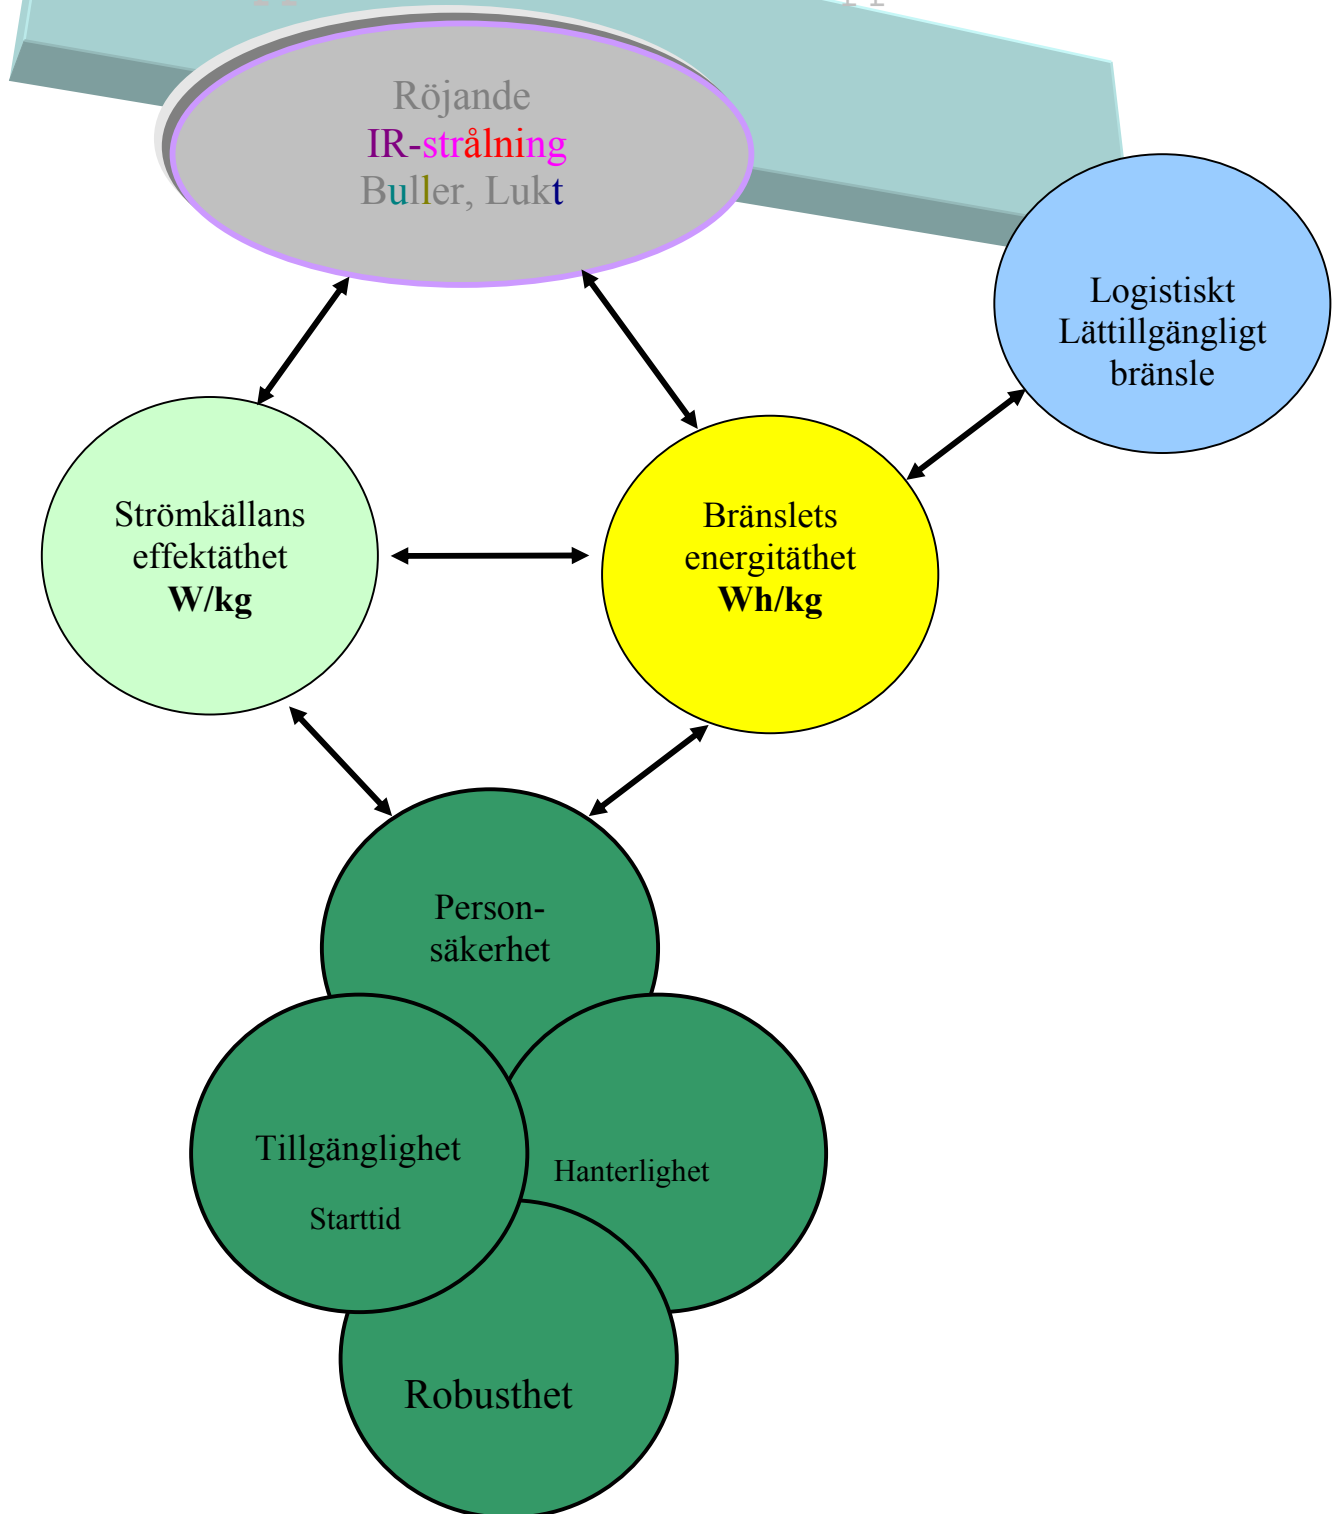 Röjande
IR-strålning
Buller, Lukt
Logistiskt
Lättillgängligt
bränsle
Strömkällans
effektäthet
W/kg
Bränslets
energitäthet
Wh/kg
Person-
säkerhet
Tillgänglighet
Starttid
Hanterlighet
Robusthet